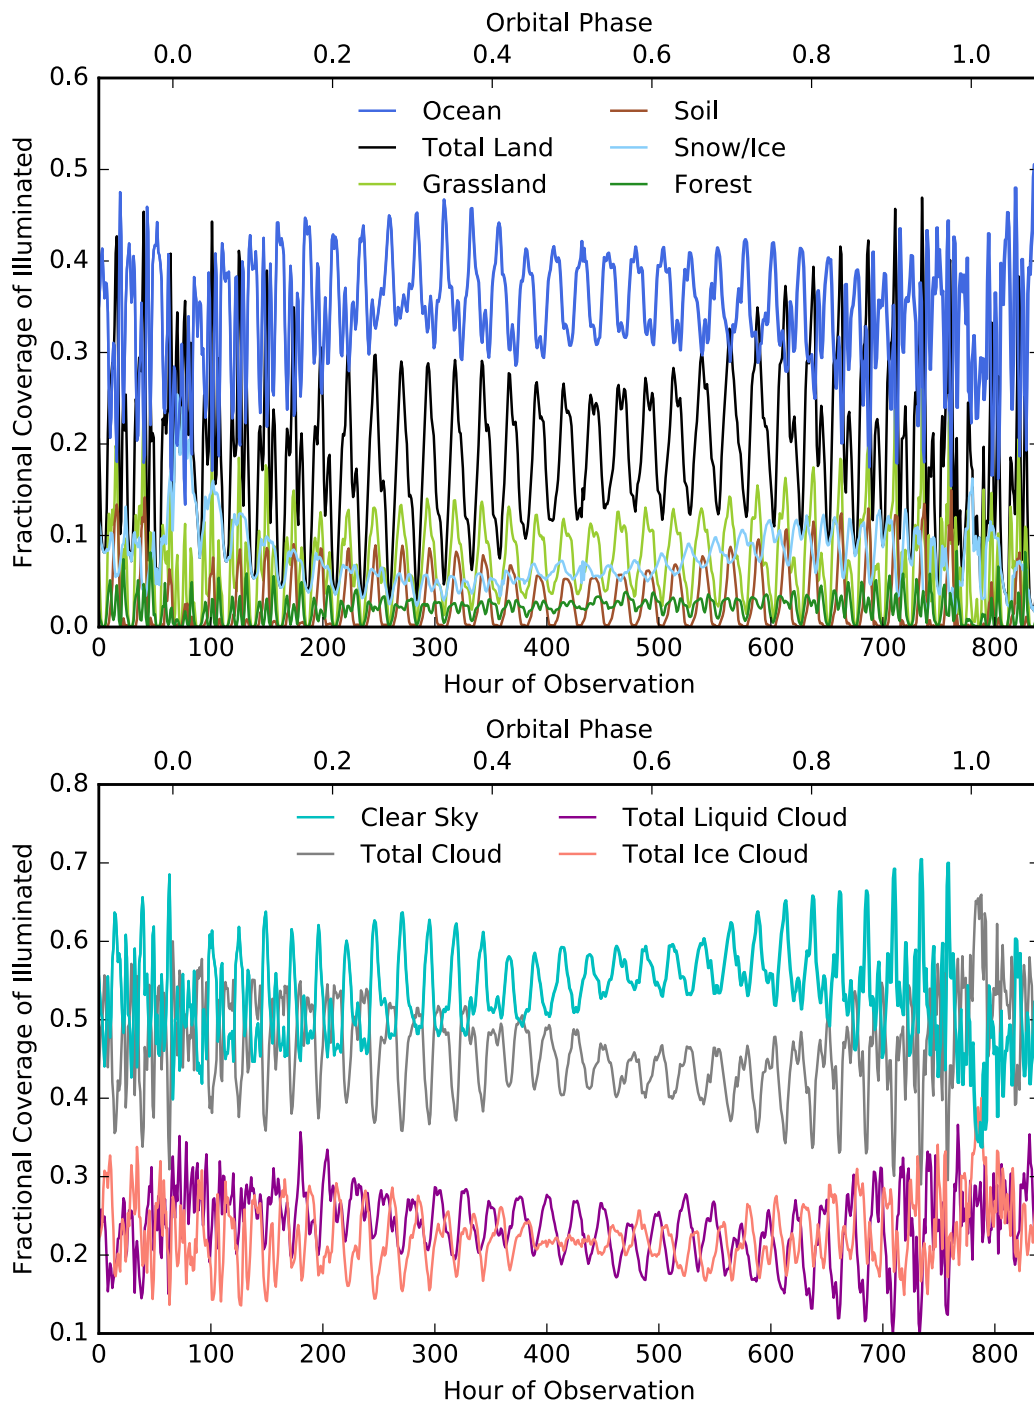 Orbital Phase
0.0 0.2 0.4 0.6 0.8 1.0
0.6
0.5
0.4
0.3
0.2
0.1
0.0
Fractional Coverage of Illuminated
Ocean Soil
Total Land Snow/Ice
Grassland Forest
0 100 200 300 400 500 600 700 800
Hour of Observation
Orbital Phase
0.0 0.2 0.4 0.6 0.8 1.0
0.8
0.7
0.6
0.5
0.4
0.3
0.2
0.1
Fractional Coverage of Illuminated
Clear Sky Total Liquid Cloud
Total Cloud Total Ice Cloud
0 100 200 300 400 500 600 700 800
Hour of Observation